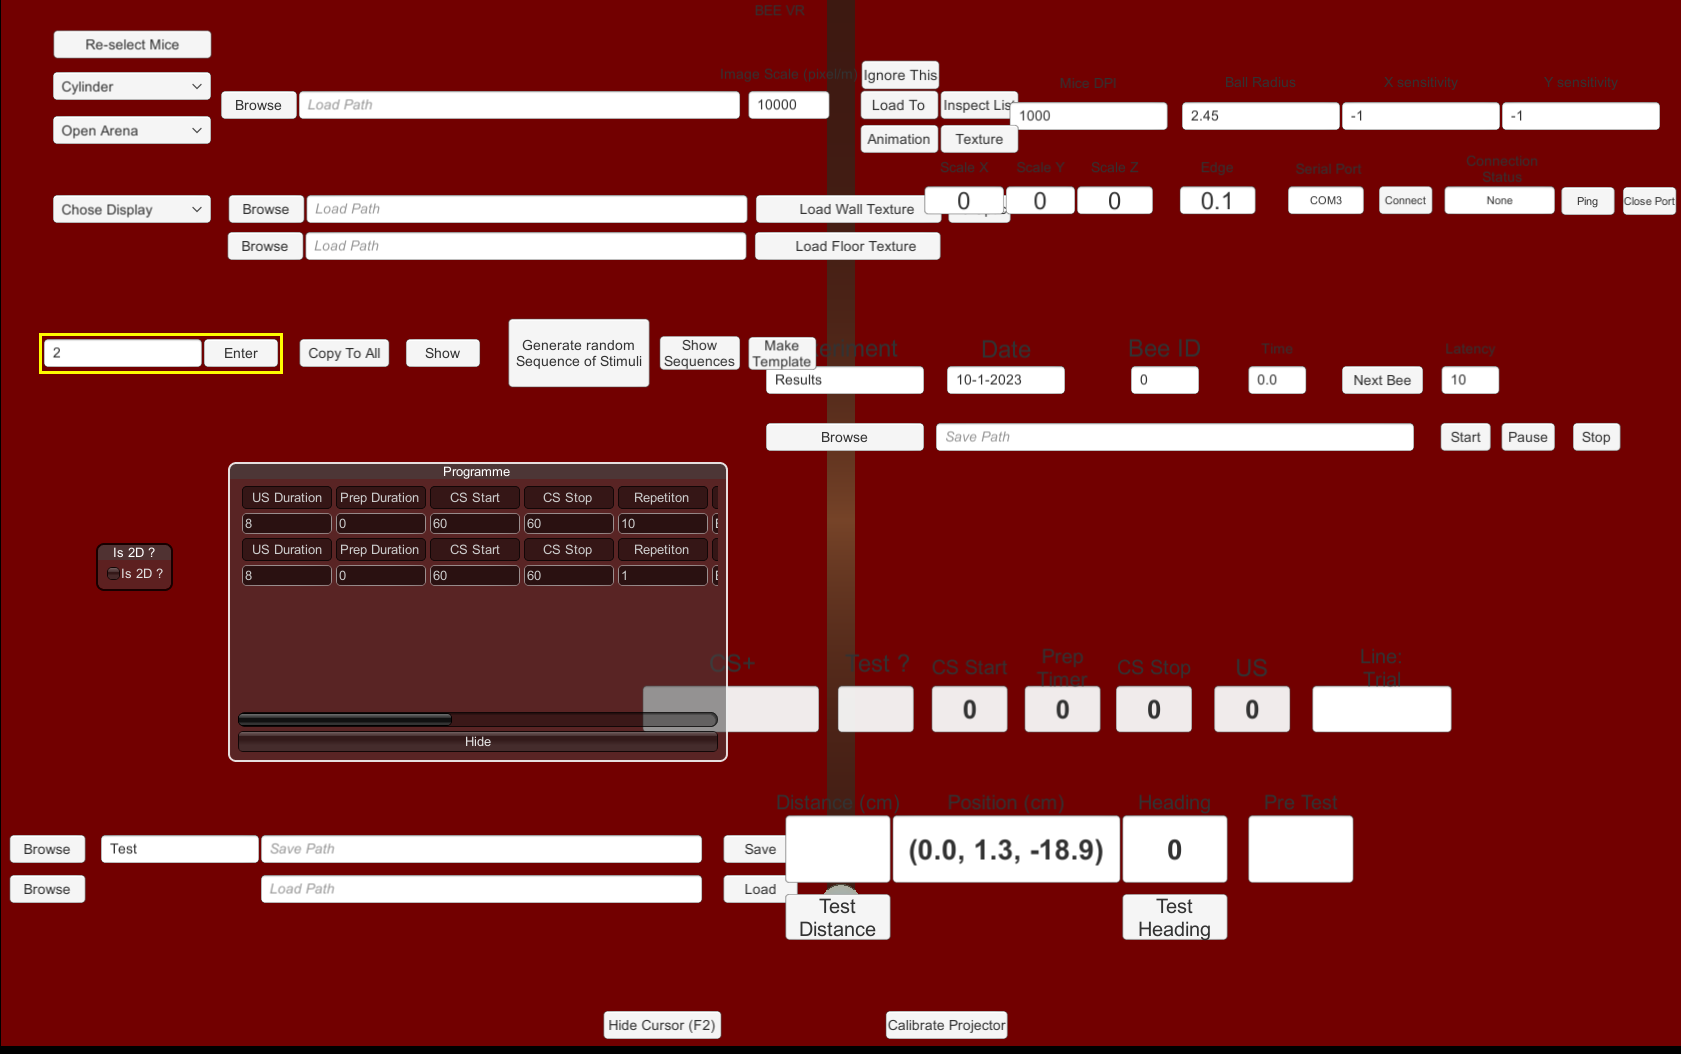 BEE VR
Re-select Mice
Cylinder
Open Arena
Browse
Load Path
Image Scale (pixel/m)
10000
Ignore This
Load To
Inspect List
Animation
Texture
Mice DPI
Ball Radius
X sensitivity
Y sensitivity
1000
2.45
-1
-1
Scale X
Scale Y
Scale Z
Edge
Serial Port
Connection
Status
0
0
0
0.1
COM3
Connect
None
Ping
Close Port
Chose Display
Browse
Load Path
Load Wall Texture
Browse
Load Path
Load Floor Texture
2
Enter
Copy To All
Show
Generate random
Sequence of Stimuli
Show
Sequences
Make
Template
Date
Bee ID
Time
Latency
Results
10-1-2023
0
0.0
Next Bee
10
Browse
Save Path
Start
Pause
Stop
Programme
US Duration
Prep Duration
CS Start
CS Stop
Repetiton
8
0
60
60
10
US Duration
Prep Duration
CS Start
CS Stop
Repetiton
8
0
60
60
1
Hide
Is 2D ?
Is 2D ?
CS+
Test ?
CS Start
Prep
Timer
CS Stop
US
Line:
Trial
0
0
0
0
Distance (cm)
Position (cm)
Heading
Pre Test
(0.0, 1.3, -18.9)
0
Browse
Test
Save Path
Save
Browse
Load Path
Load
Test
Distance
Test
Heading
Hide Cursor (F2)
Calibrate Projector